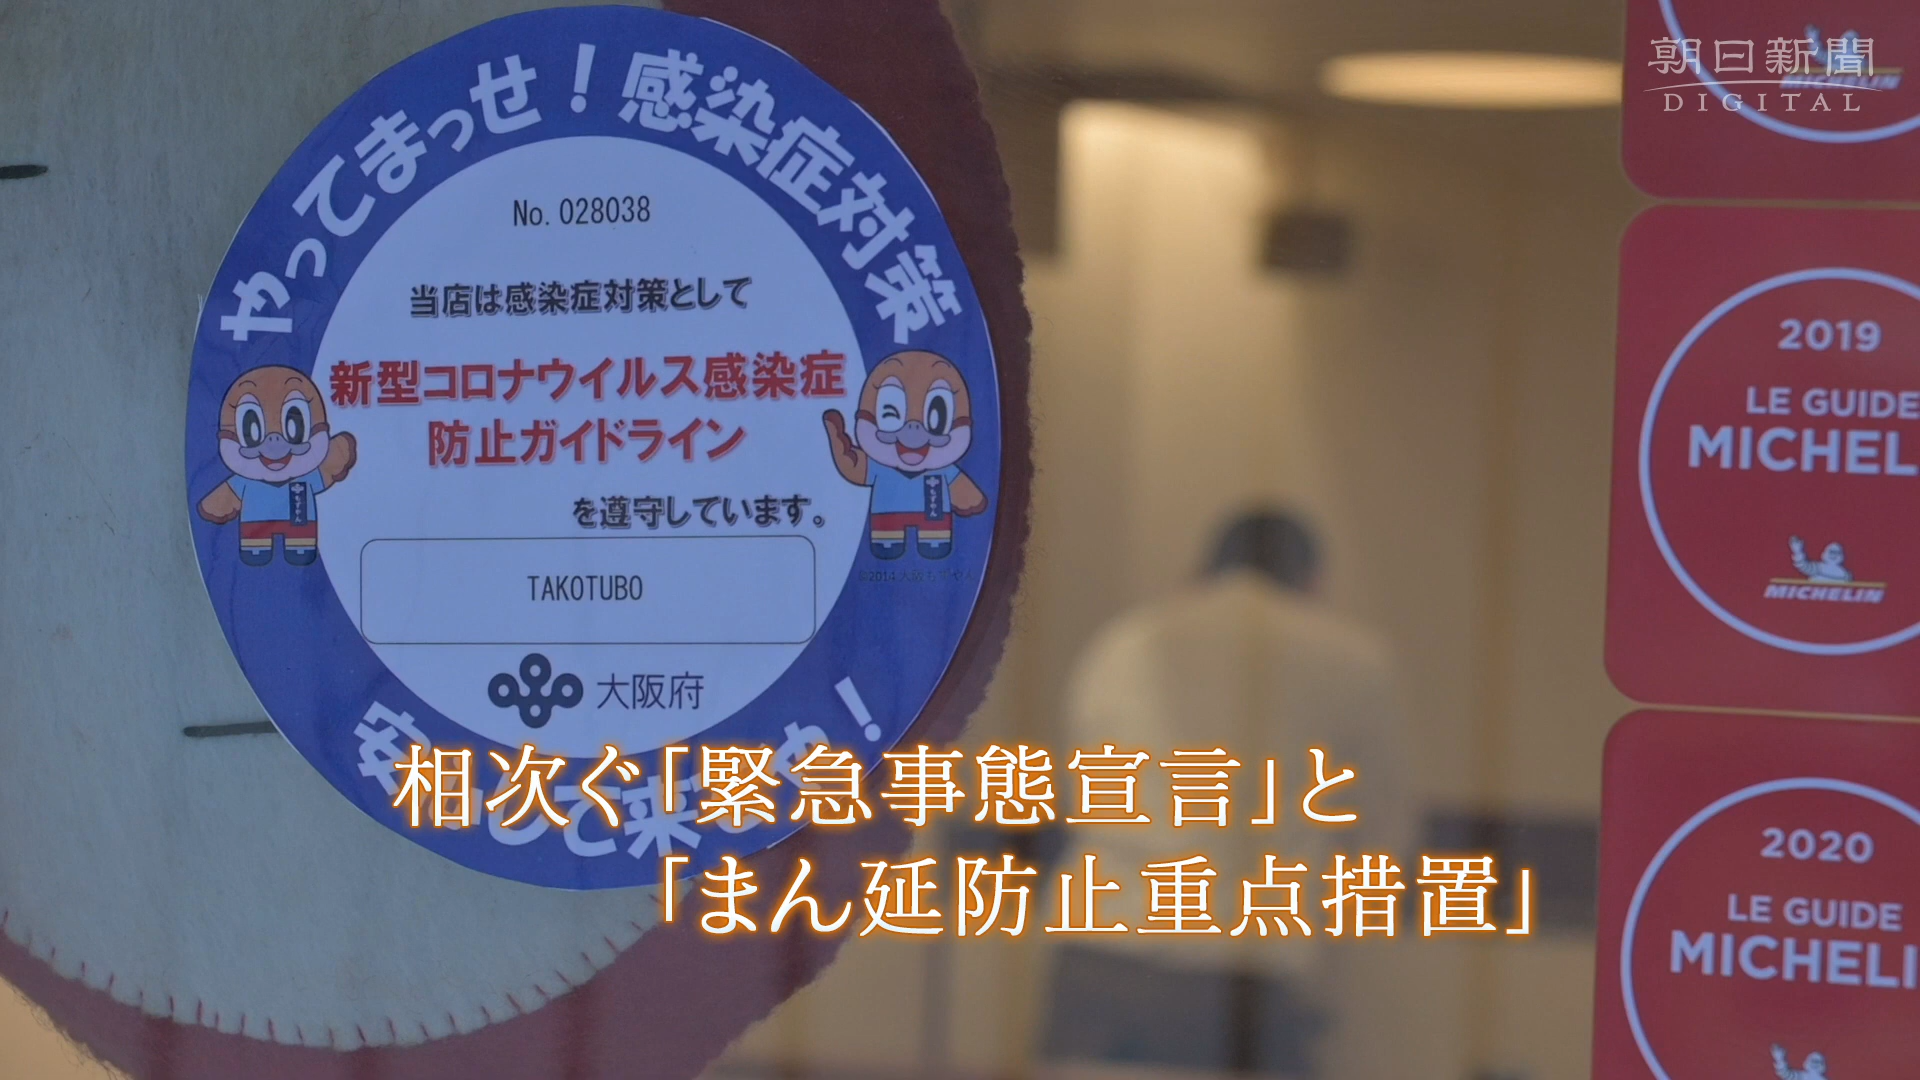 朝日新聞
DIGITAL
やってまっせ!感染症対策
No. 028038
当店は感染症対策として
新型コロナウイルス感染症
防止ガイドライン
を遵守しています。
TAKOTUBO
大阪府
MICHELIN
2019
LE GUIDE
MICHEL
MICHELIN
2020
LE GUIDE
MICHELI
相次ぐ「緊急事態宣言」と
「まん延防止重点措置」